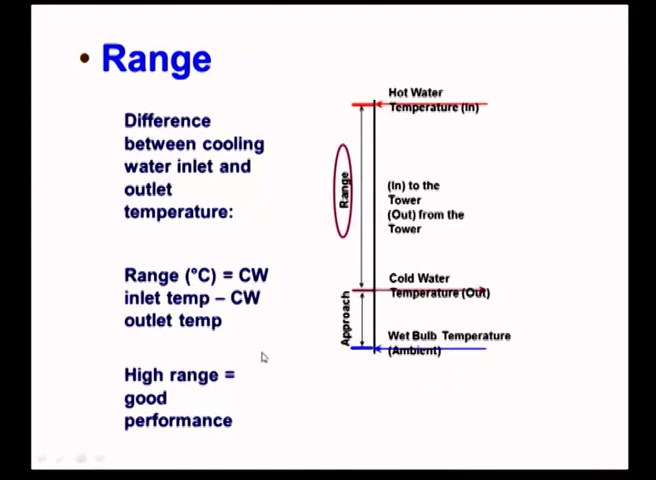 • Range
Difference
between cooling
water inlet and
outlet
temperature:
Range (°C) = CW
inlet temp – CW
outlet temp
High range =
good
performance
Hot Water
Temperature (In)
Range
(In) to the
Tower
(Out) from the
Tower
Cold Water
Temperature (Out)
Approach
Wet Bulb Temperature
(Ambient)